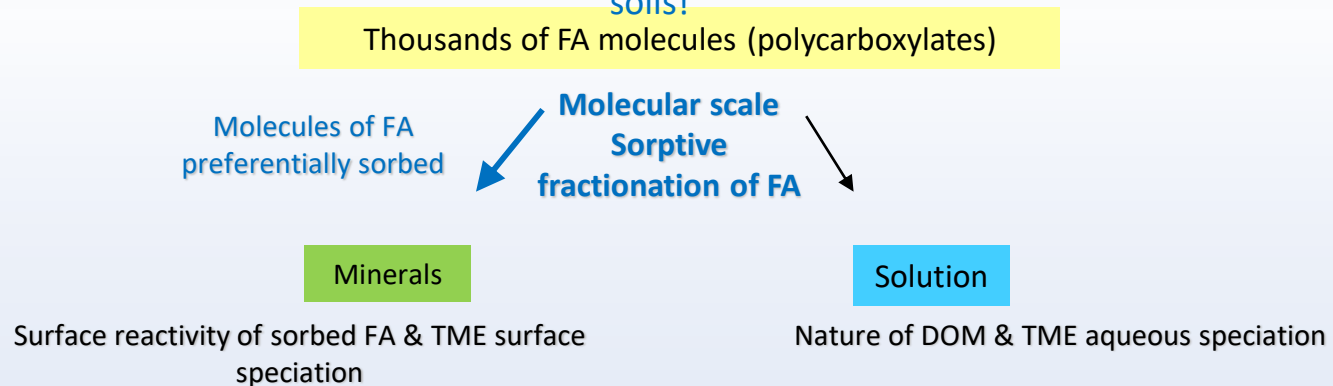 soils!
Thousands of FA molecules (polycarboxylates)
Molecules of FA
preferentially sorbed
Molecular scale
Sorptive
fractionation of FA
Minerals
Solution
Surface reactivity of sorbed FA & TME surface
speciation
Nature of DOM & TME aqueous speciation